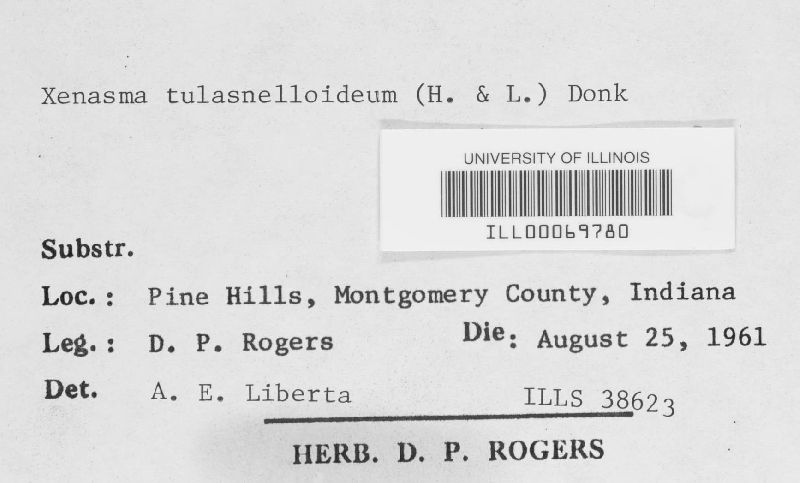 Xenasma tulasnelloideum (H. & L.) Donk
UNIVERSITY OF ILLINOIS
ILL00069780
Substr.
Loc.: Pine Hills, Montgomery County, Indiana
Leg.: D. P. Rogers Die: August 25, 1961
Det. A. E. Liberta ILLS 38623
HERB. D. P. ROGERS